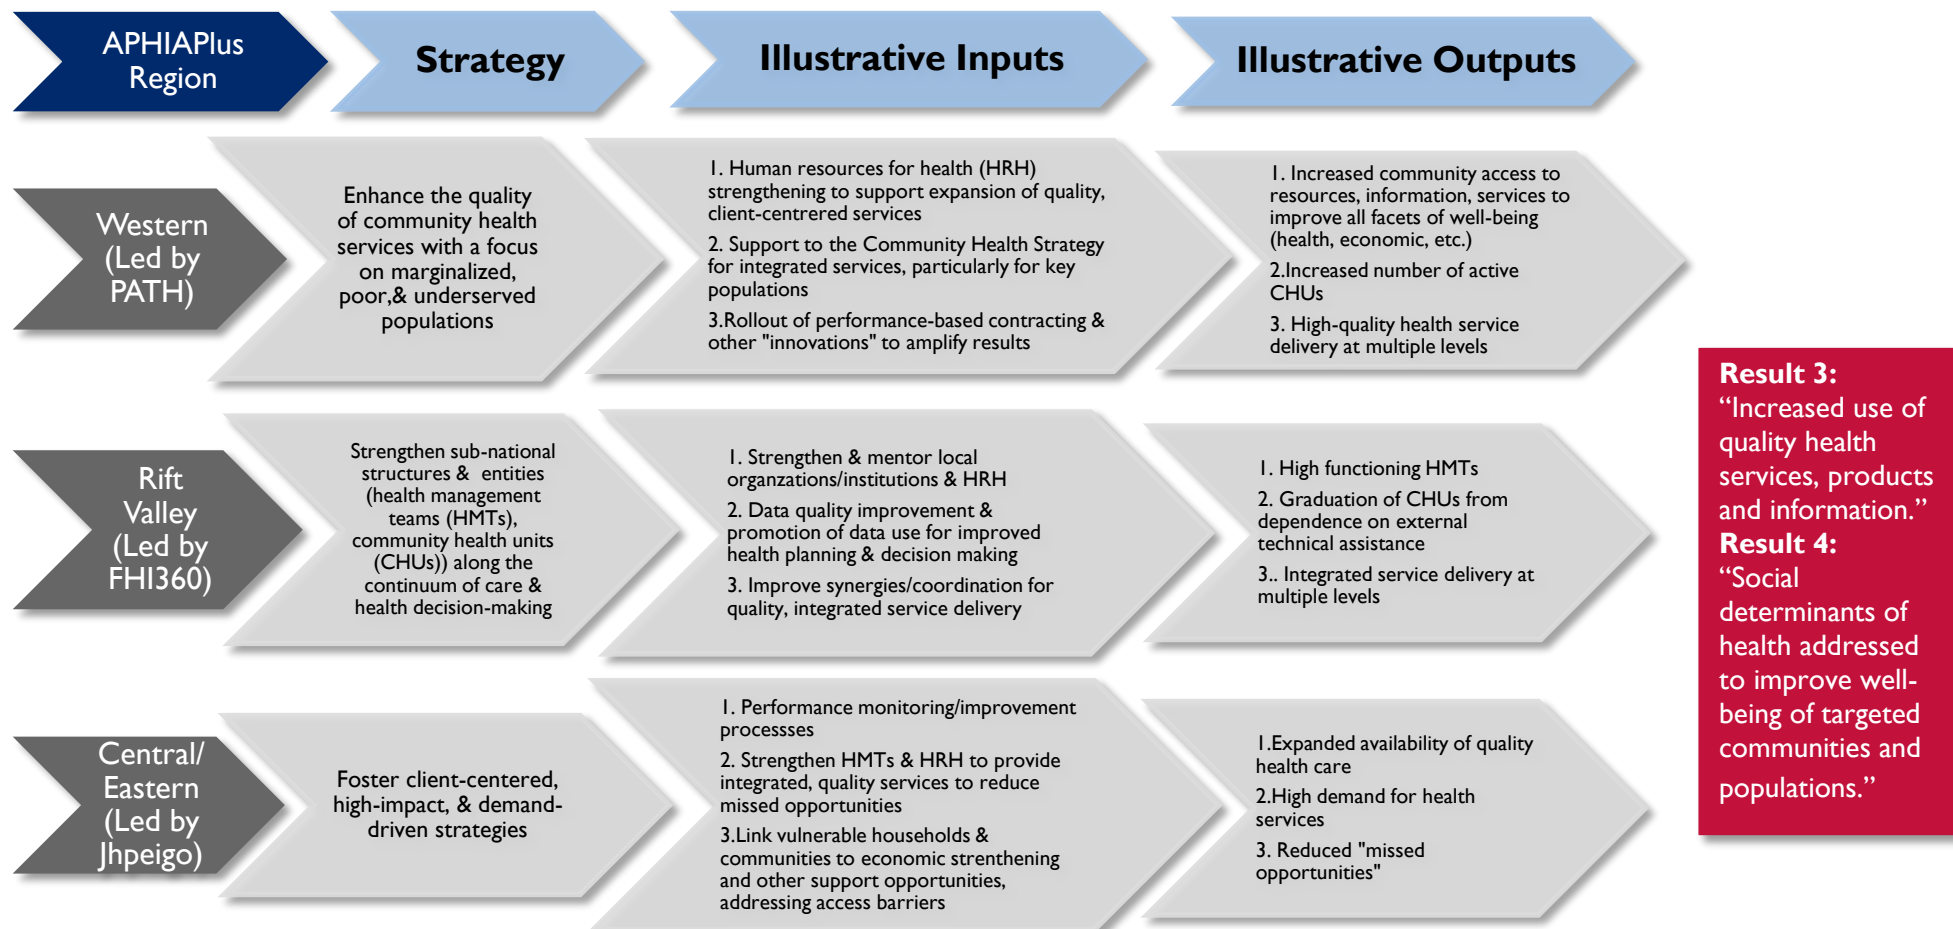 APHIAPlus
Region
Strategy
Illustrative Inputs
Illustrative Outputs
Western
(Led by
PATH)
Enhance the quality
of community health
services with a focus
on marginalized,
poor,& underserved
populations
1. Human resources for health (HRH)
strengthening to support expansion of quality,
client-centrered services
2. Support to the Community Health Strategy
for integrated services, particularly for key
populations
3.Rollout of performance-based contracting &
other "innovations" to amplify results
1. Increased community access to
resources, information, services to
improve all facets of well-being
(health, economic, etc.)
2.Increased number of active
CHUs
3. High-quality health service
delivery at multiple levels
Rift
Valley
(Led by
FHI360)
Strengthen sub-national
structures & entities
(health management
teams (HMTs),
community health units
(CHUs)) along the
continuum of care &
health decision-making
1. Strengthen & mentor local
organzations/institutions & HRH
2. Data quality improvement &
promotion of data use for improved
health planning & decision making
3. Improve synergies/coordination for
quality, integrated service delivery
1. High functioning HMTs
2. Graduation of CHUs from
dependence on external
technical assistance
3.. Integrated service delivery at
multiple levels
Central/
Eastern
(Led by
Jhpeigo)
Foster client-centered,
high-impact, & demand-
driven strategies
1. Performance monitoring/improvement
processses
2. Strengthen HMTs & HRH to provide
integrated, quality services to reduce
missed opportunities
3.Link vulnerable households &
communities to economic strenthening
and other support opportunities,
addressing access barriers
1.Expanded availability of quality
health care
2.High demand for health
services
3. Reduced "missed
opportunities"
Result 3:
“Increased use of
quality health
services, products
and information.”
Result 4:
“Social
determinants of
health addressed
to improve well-
being of targeted
communities and
populations.”